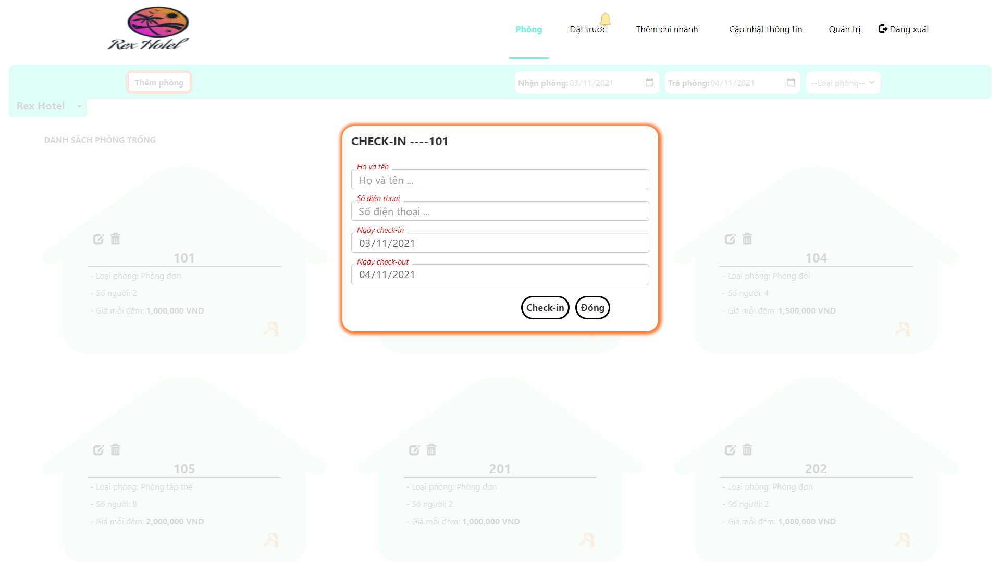 Rex Hotel
Phòng
Đặt trước
Thêm chi nhánh
Cập nhật thông tin
Quản trị
Đăng xuất
Thêm phòng
Nhận phòng: 03/11/2021
Trả phòng: 04/11/2021
--Loại phòng--
Rex Hotel
DANH SÁCH PHÒNG TRỐNG
CHECK-IN ----101
Họ và tên
Họ và tên ...
Số điện thoại
Số điện thoại ...
Ngày check-in
03/11/2021
Ngày check-out
04/11/2021
Check-in
Đóng
101
- Loại phòng: Phòng đơn
- Số người: 2
- Giá mỗi đêm: 1,000,000 VND
104
- Loại phòng: Phòng đôi
- Số người: 4
- Giá mỗi đêm: 1,500,000 VND
105
- Loại phòng: Phòng tập thể
- Số người: 8
- Giá mỗi đêm: 2,000,000 VND
201
- Loại phòng: Phòng đơn
- Số người: 2
- Giá mỗi đêm: 1,000,000 VND
202
- Loại phòng: Phòng đơn
- Số người: 2
- Giá mỗi đêm: 1,000,000 VND